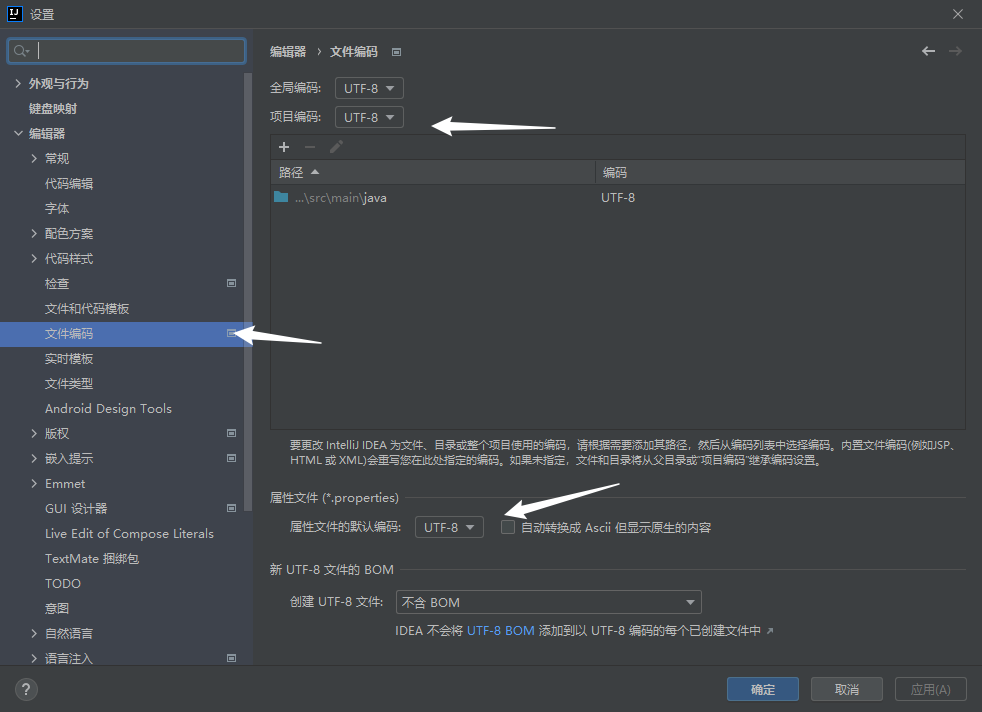 设置
外观与行为
键盘映射
编辑器
常规
代码编辑
字体
配色方案
代码样式
检查
文件和代码模板
文件编码
实时模板
文件类型
Android Design Tools
版权
嵌入提示
Emmet
GUI 设计器
Live Edit of Compose Literals
TextMate 捆绑包
TODO
意图
自然语言
语言注入
编辑器 › 文件编码
全局编码: UTF-8
项目编码: UTF-8
路径 编码
...\src\main\java UTF-8
要更改 IntelliJ IDEA 为文件、目录或整个项目使用的编码，请根据需要添加其路径，然后从编码列表中选择编码。内置文件编码(例如JSP、
HTML 或 XML)会重写您在此处指定的编码。如果未指定，文件和目录将从父目录或"项目编码"继承编码设置。
属性文件 (*.properties)
属性文件的默认编码: UTF-8 自动转换成 Ascii 但显示原生的内容
新 UTF-8 文件的 BOM
创建 UTF-8 文件: 不含 BOM
IDEA 不会将 UTF-8 BOM 添加到以 UTF-8 编码的每个已创建文件中 ↗
? 确定 取消 应用(A)